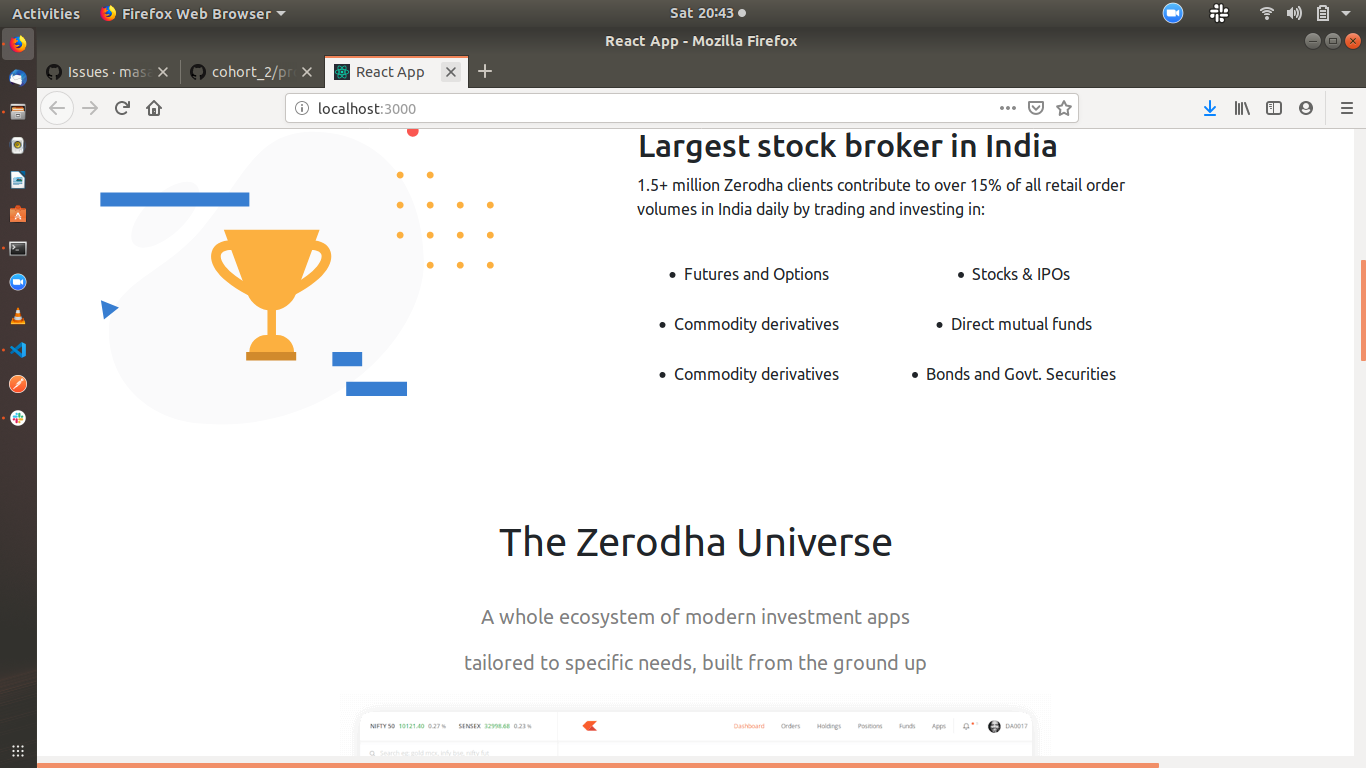 Activities Firefox Web Browser Sat 20:43
React App - Mozilla Firefox
Issues · mas cohort_2/pr React App
localhost:3000
Largest stock broker in India
1.5+ million Zerodha clients contribute to over 15% of all retail order
volumes in India daily by trading and investing in:
• Futures and Options • Stocks & IPOs
• Commodity derivatives • Direct mutual funds
• Commodity derivatives • Bonds and Govt. Securities
The Zerodha Universe
A whole ecosystem of modern investment apps
tailored to specific needs, built from the ground up
NIFTY 50 10121.40 0.27 % SENSEX 32998.68 0.23 % Dashboard Orders Holdings Positions Funds Apps DA0017